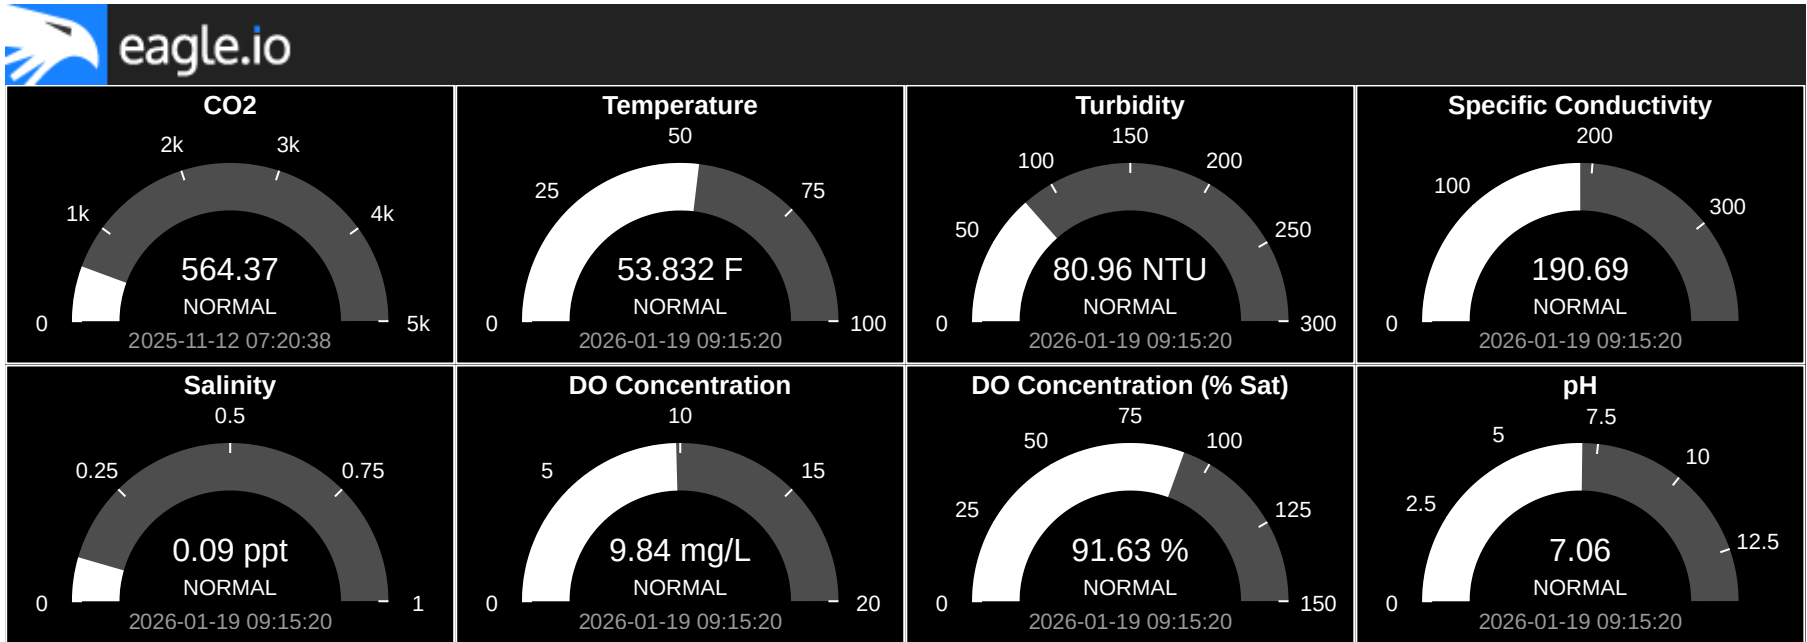 eagle.io
CO2
0
1k
2k
3k
4k
5k
564.37
NORMAL
2025-11-12 07:20:38
Temperature
0
25
50
75
100
53.832 F
NORMAL
2026-01-19 09:15:20
Turbidity
0
50
100
150
200
250
300
80.96 NTU
NORMAL
2026-01-19 09:15:20
Specific Conductivity
0
100
200
300
190.69
NORMAL
2026-01-19 09:15:20
Salinity
0
0.25
0.5
0.75
1
0.09 ppt
NORMAL
2026-01-19 09:15:20
DO Concentration
0
5
10
15
20
9.84 mg/L
NORMAL
2026-01-19 09:15:20
DO Concentration (% Sat)
0
25
50
75
100
125
150
91.63 %
NORMAL
2026-01-19 09:15:20
pH
0
2.5
5
7.5
10
12.5
7.06
NORMAL
2026-01-19 09:15:20